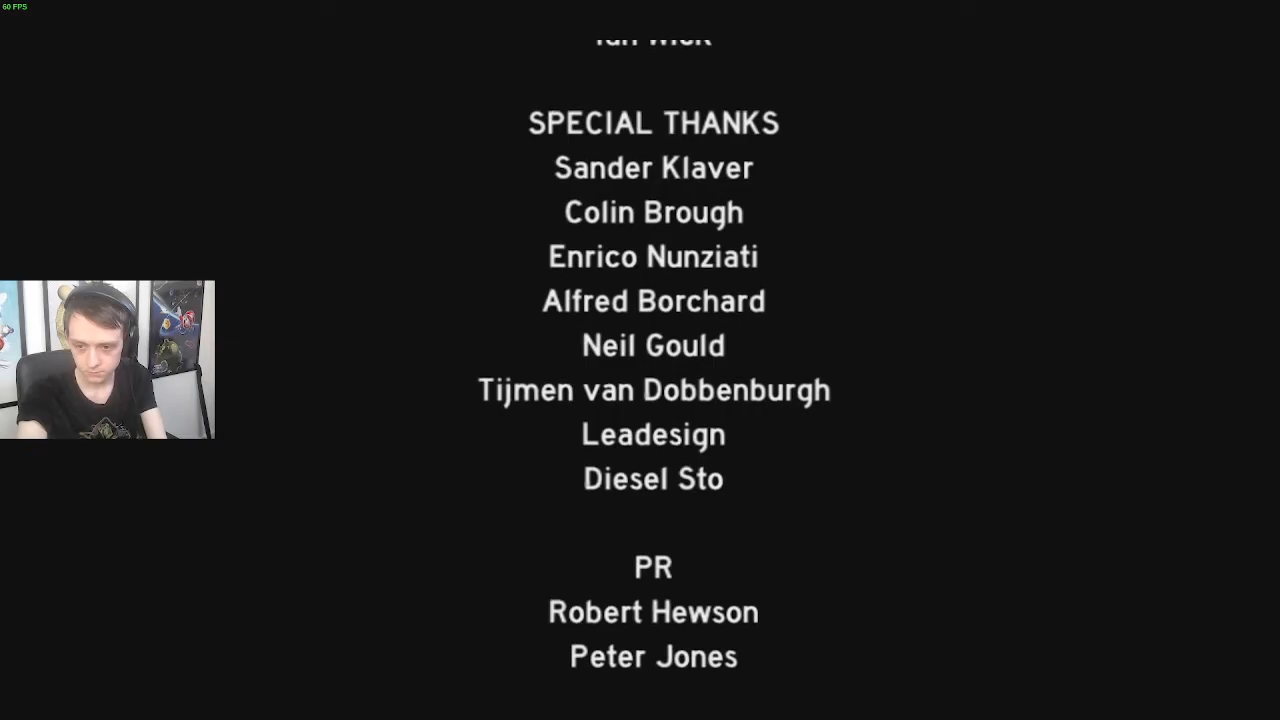 60 FPS
SPECIAL THANKS
Sander Klaver
Colin Brough
Enrico Nunziati
Alfred Borchard
Neil Gould
Tijmen van Dobbenburgh
Leadesign
Diesel Sto
PR
Robert Hewson
Peter Jones